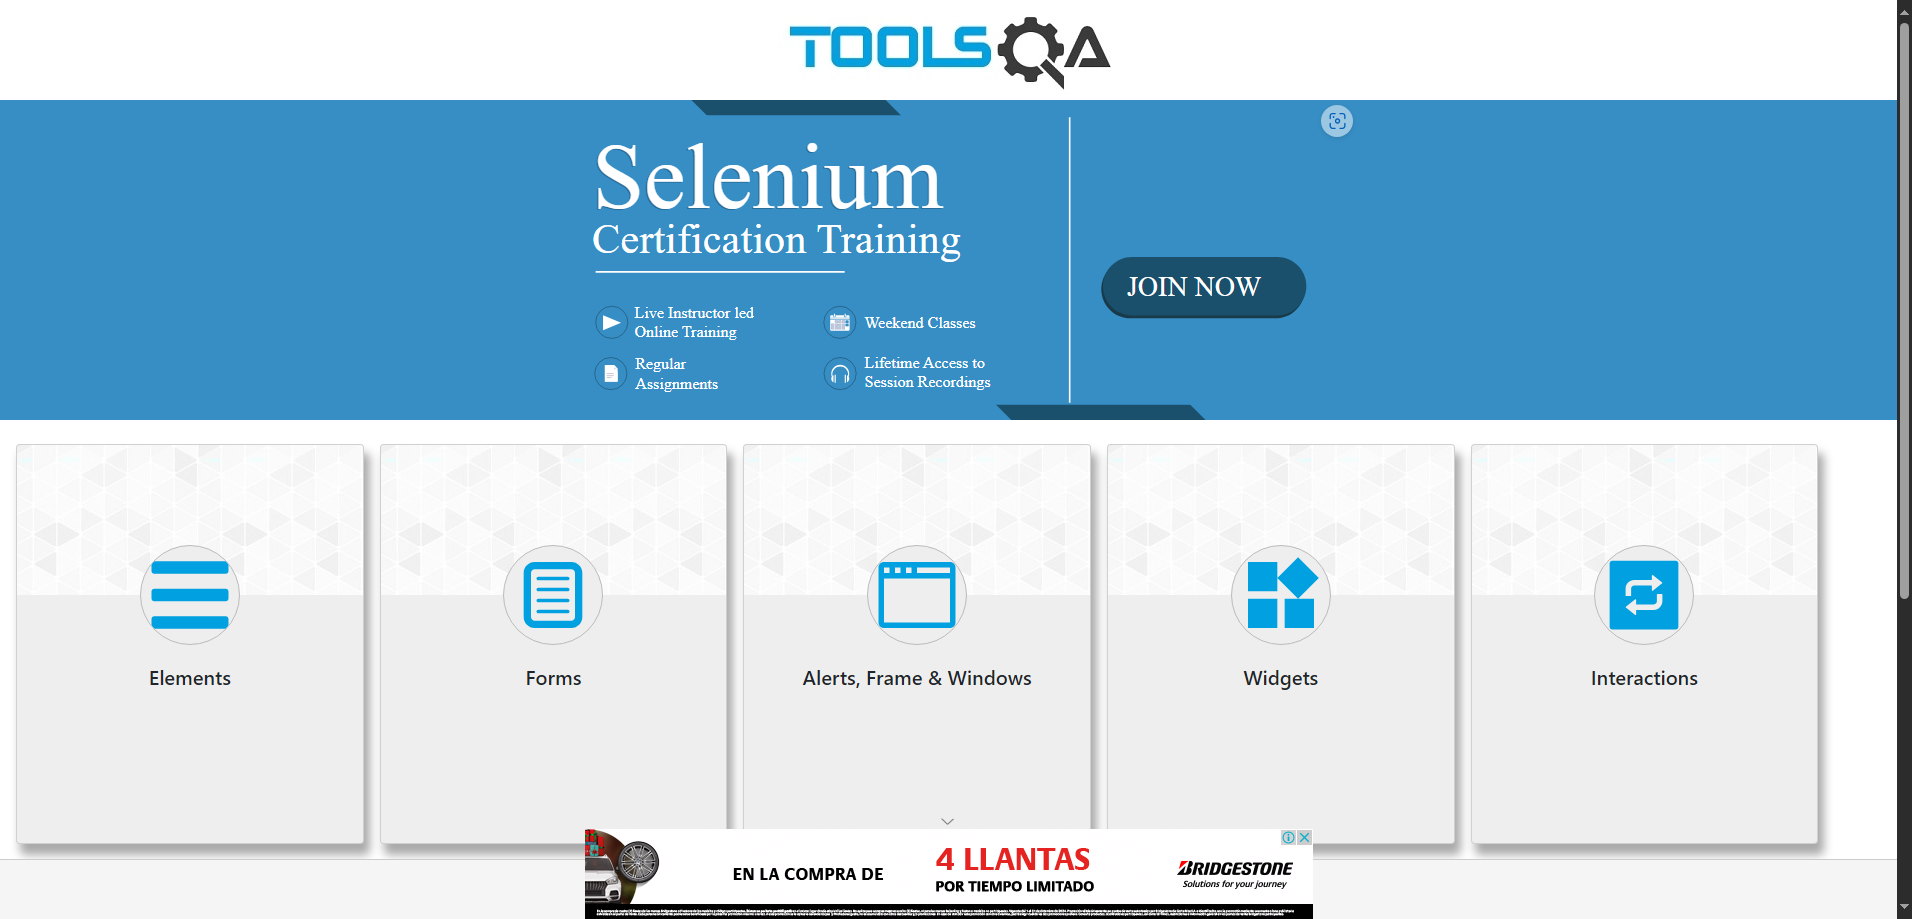 TOOLSQA
Selenium
Certification Training
Live Instructor led
Online Training
Weekend Classes
Regular
Assignments
Lifetime Access to
Session Recordings
JOIN NOW
Elements
Forms
Alerts, Frame & Windows
Widgets
Interactions
EN LA COMPRA DE
4 LLANTAS
POR TIEMPO LIMITADO
BRIDGESTONE
Solutions for your journey